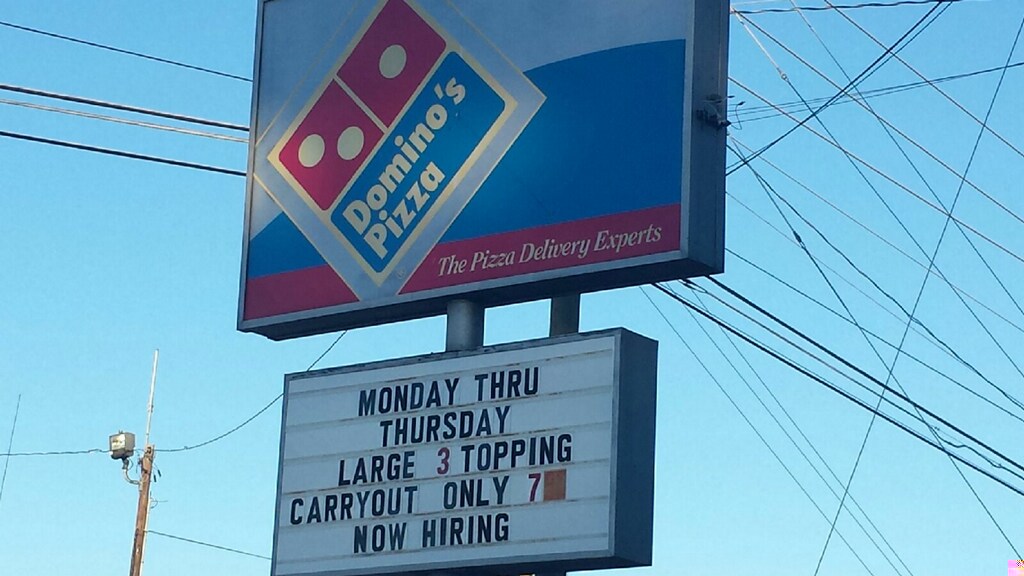 Domino's
Pizza
The Pizza Delivery Experts
MONDAY THRU
THURSDAY
LARGE 3 TOPPING
CARRYOUT ONLY 7
NOW HIRING